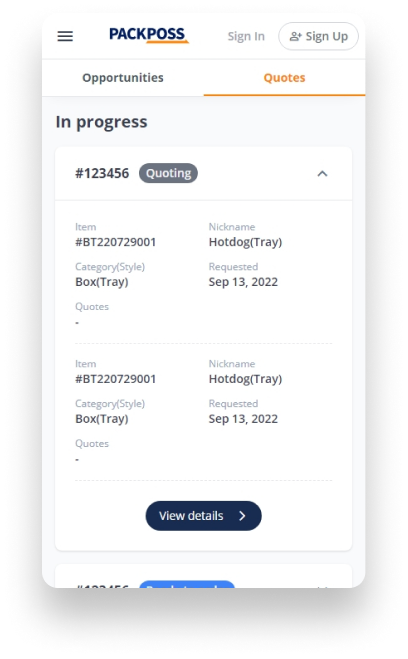 PACKPOSS Sign In Sign Up
Opportunities Quotes
In progress
#123456 Quoting
Item Nickname
#BT220729001 Hotdog(Tray)
Category(Style) Requested
Box(Tray) Sep 13, 2022
Quotes
-
Item Nickname
#BT220729001 Hotdog(Tray)
Category(Style) Requested
Box(Tray) Sep 13, 2022
Quotes
-
View details
#123456